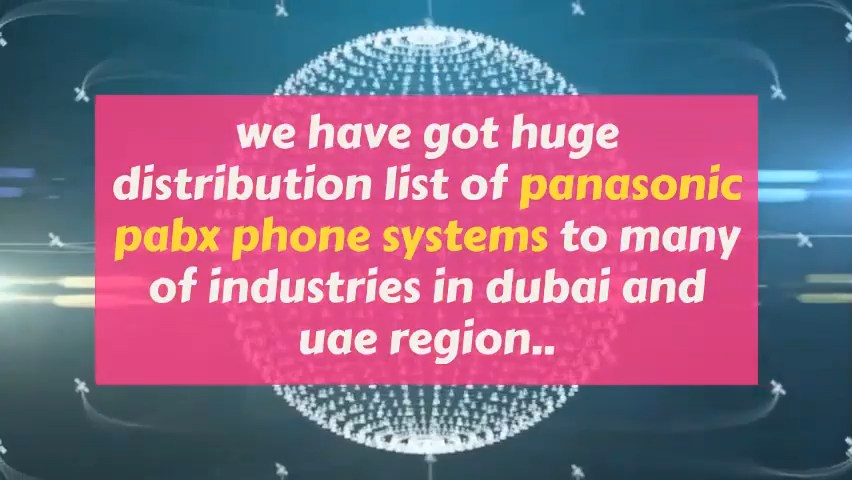 we have got huge
distribution list of panasonic
pabx phone systems to many
of industries in dubai and
uae region..